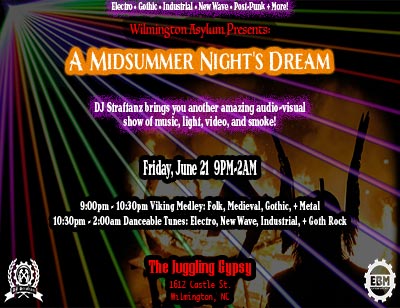 Electro • Gothic • Industrial • New Wave • Post-Punk + More!
Wilmington Asylum Presents:
A Midsummer Night's Dream
DJ Straffanz brings you another amazing audio-visual
show of music, light, video, and smoke!
Friday, June 21 9PM-2AM
9:00pm - 10:30pm Viking Medley: Folk, Medieval, Gothic, + Metal
10:30pm - 2:00am Danceable Tunes: Electro, New Wave, Industrial, + Goth Rock
The Juggling Gypsy
1612 Castle St.
Wilmington, NC
EBM